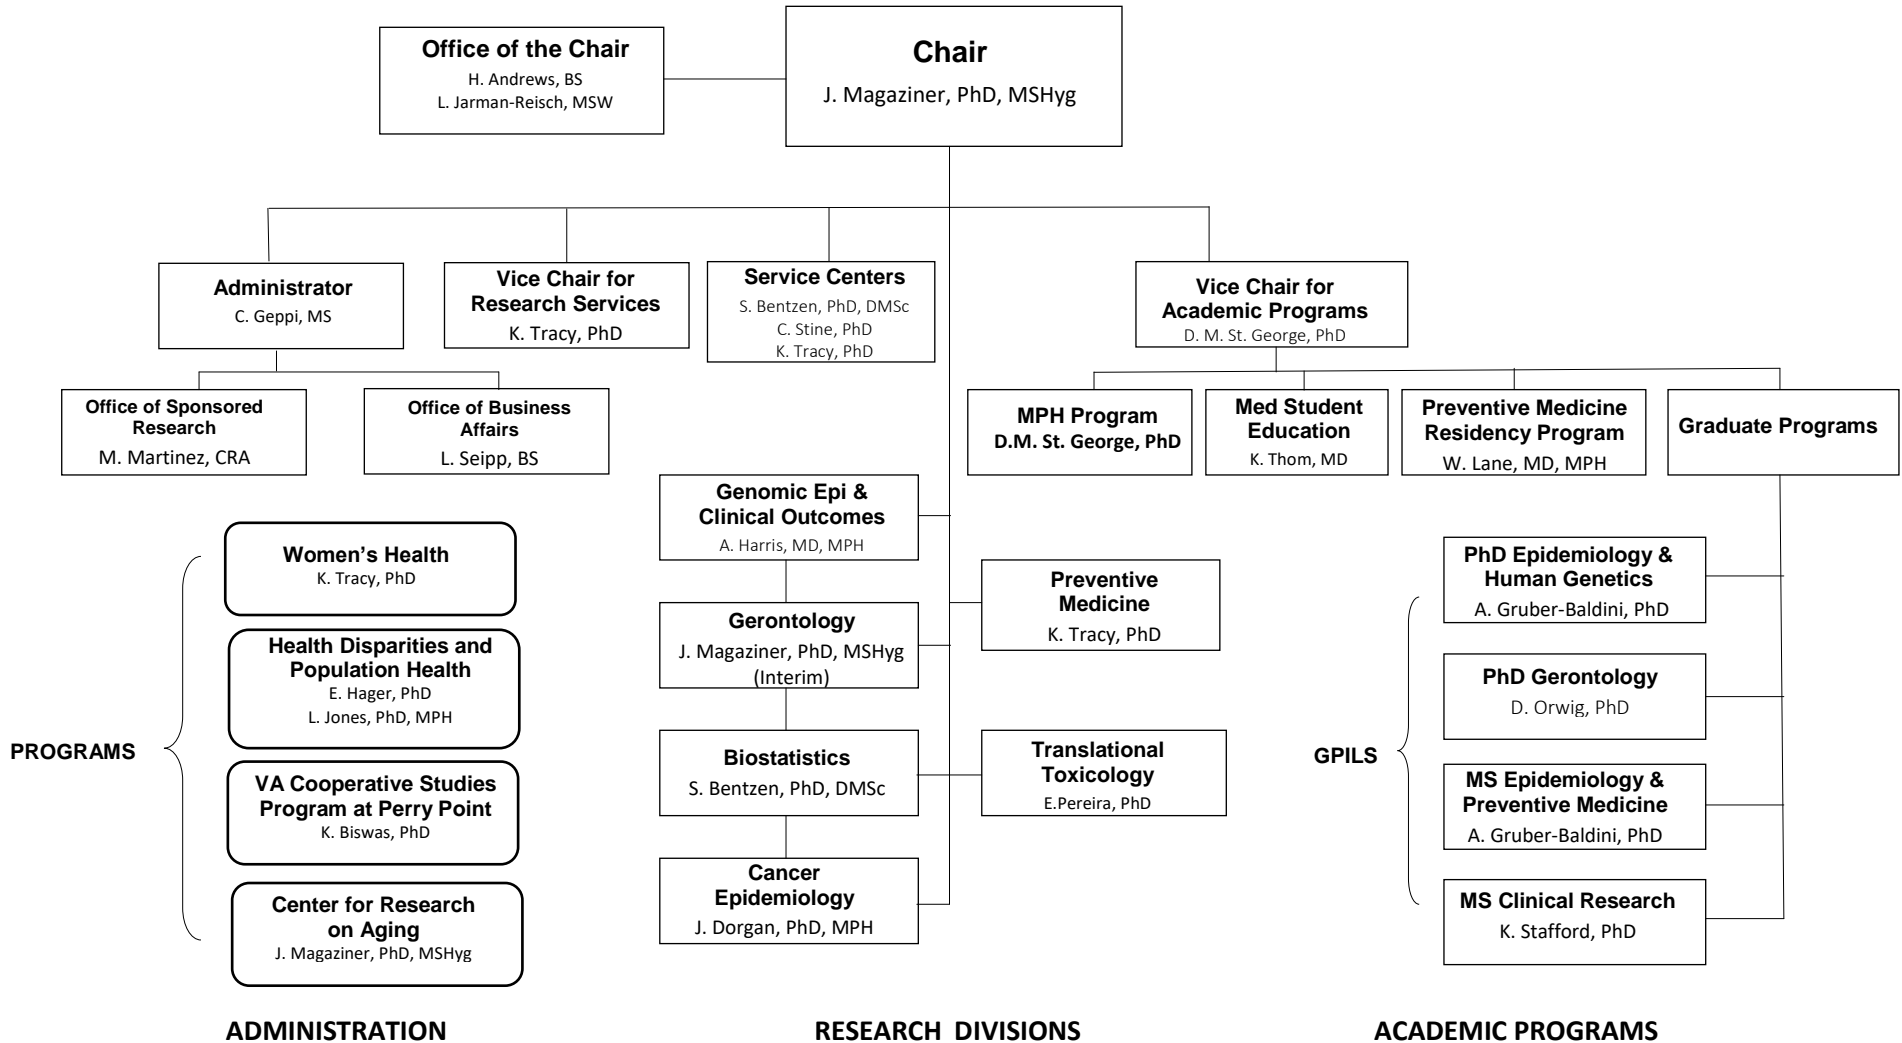 Office of the Chair
H. Andrews, BS
L. Jarman-Reisch, MSW
Chair
J. Magaziner, PhD, MSHyg
Administrator
C. Geppi, MS
Vice Chair for
Research Services
K. Tracy, PhD
Service Centers
S. Bentzen, PhD, DMSc
C. Stine, PhD
K. Tracy, PhD
Vice Chair for
Academic Programs
D. M. St. George, PhD
Office of Sponsored
Research
M. Martinez, CRA
Office of Business
Affairs
L. Seipp, BS
MPH Program
D.M. St. George, PhD
Med Student
Education
K. Thom, MD
Preventive Medicine
Residency Program
W. Lane, MD, MPH
Graduate Programs
PROGRAMS
Women’s Health
K. Tracy, PhD
Health Disparities and
Population Health
E. Hager, PhD
L. Jones, PhD, MPH
VA Cooperative Studies
Program at Perry Point
K. Biswas, PhD
Center for Research
on Aging
J. Magaziner, PhD, MSHyg
Genomic Epi &
Clinical Outcomes
A. Harris, MD, MPH
Gerontology
J. Magaziner, PhD, MSHyg
(Interim)
Biostatistics
S. Bentzen, PhD, DMSc
Cancer
Epidemiology
J. Dorgan, PhD, MPH
Preventive
Medicine
K. Tracy, PhD
Translational
Toxicology
E.Pereira, PhD
GPILS
PhD Epidemiology &
Human Genetics
A. Gruber-Baldini, PhD
PhD Gerontology
D. Orwig, PhD
MS Epidemiology &
Preventive Medicine
A. Gruber-Baldini, PhD
MS Clinical Research
K. Stafford, PhD
ADMINISTRATION
RESEARCH DIVISIONS
ACADEMIC PROGRAMS